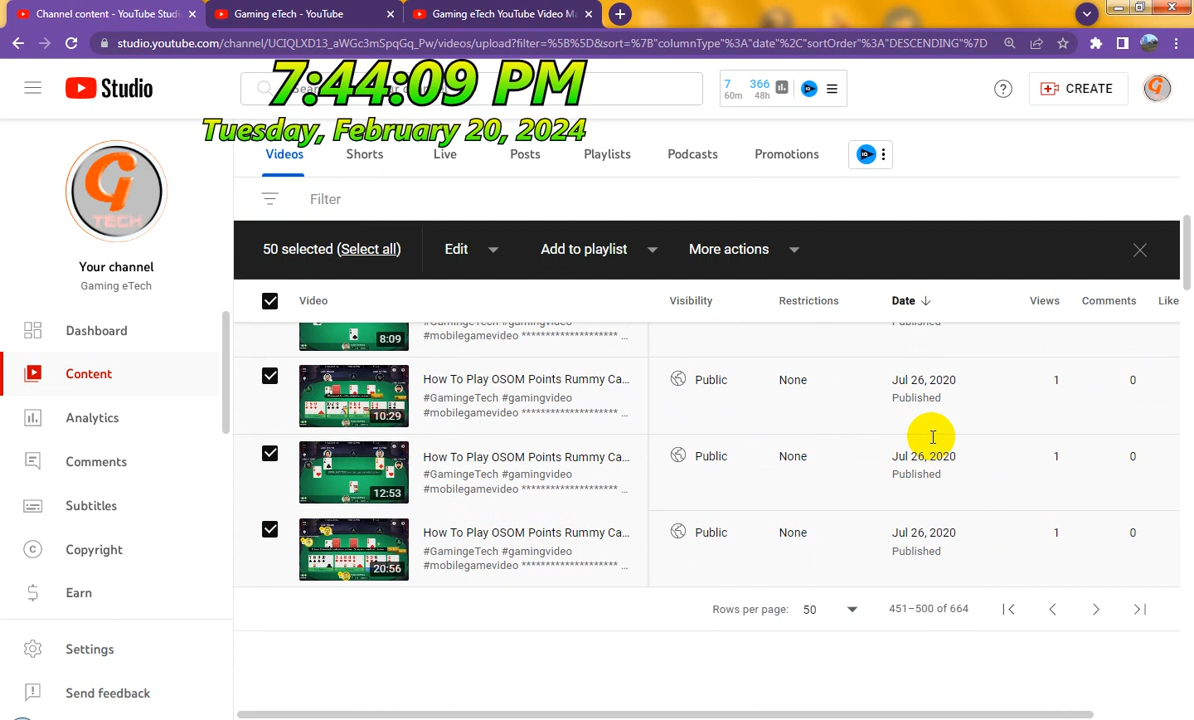 Channel content - YouTube Studi
Gaming eTech - YouTube
Gaming eTech YouTube Video Ma
studio.youtube.com/channel/UCIQLXD13_aWGc3mSpqGq_Pw/videos/upload?filter=%5B%5D&sort=%7B"columnType"%3A"date"%2C"sortOrder"%3A"DESCENDING"%7D
Studio
7:44:09 PM
Tuesday, February 20, 2024
7
60m
366
48h
IQ
CREATE
G
TECH
Your channel
Gaming eTech
Dashboard
Content
Analytics
Comments
Subtitles
Copyright
Earn
Settings
Send feedback
Videos
Shorts
Live
Posts
Playlists
Podcasts
Promotions
IQ
Filter
50 selected (Select all)
Edit
Add to playlist
More actions
Video
Visibility
Restrictions
Date
Views
Comments
Like
8:09
#GamingeTech #gamingvideo
#mobilegamevideo ******************** ...
Published
10:29
How To Play OSOM Points Rummy Ca...
#GamingeTech #gamingvideo
#mobilegamevideo ******************** ...
Public
None
Jul 26, 2020
Published
1
0
12:53
How To Play OSOM Points Rummy Ca...
#GamingeTech #gamingvideo
#mobilegamevideo ******************** ...
Public
None
Jul 26, 2020
Published
1
0
20:56
How To Play OSOM Points Rummy Ca...
#GamingeTech #gamingvideo
#mobilegamevideo ******************** ...
Public
None
Jul 26, 2020
Published
1
0
Rows per page: 50
451–500 of 664